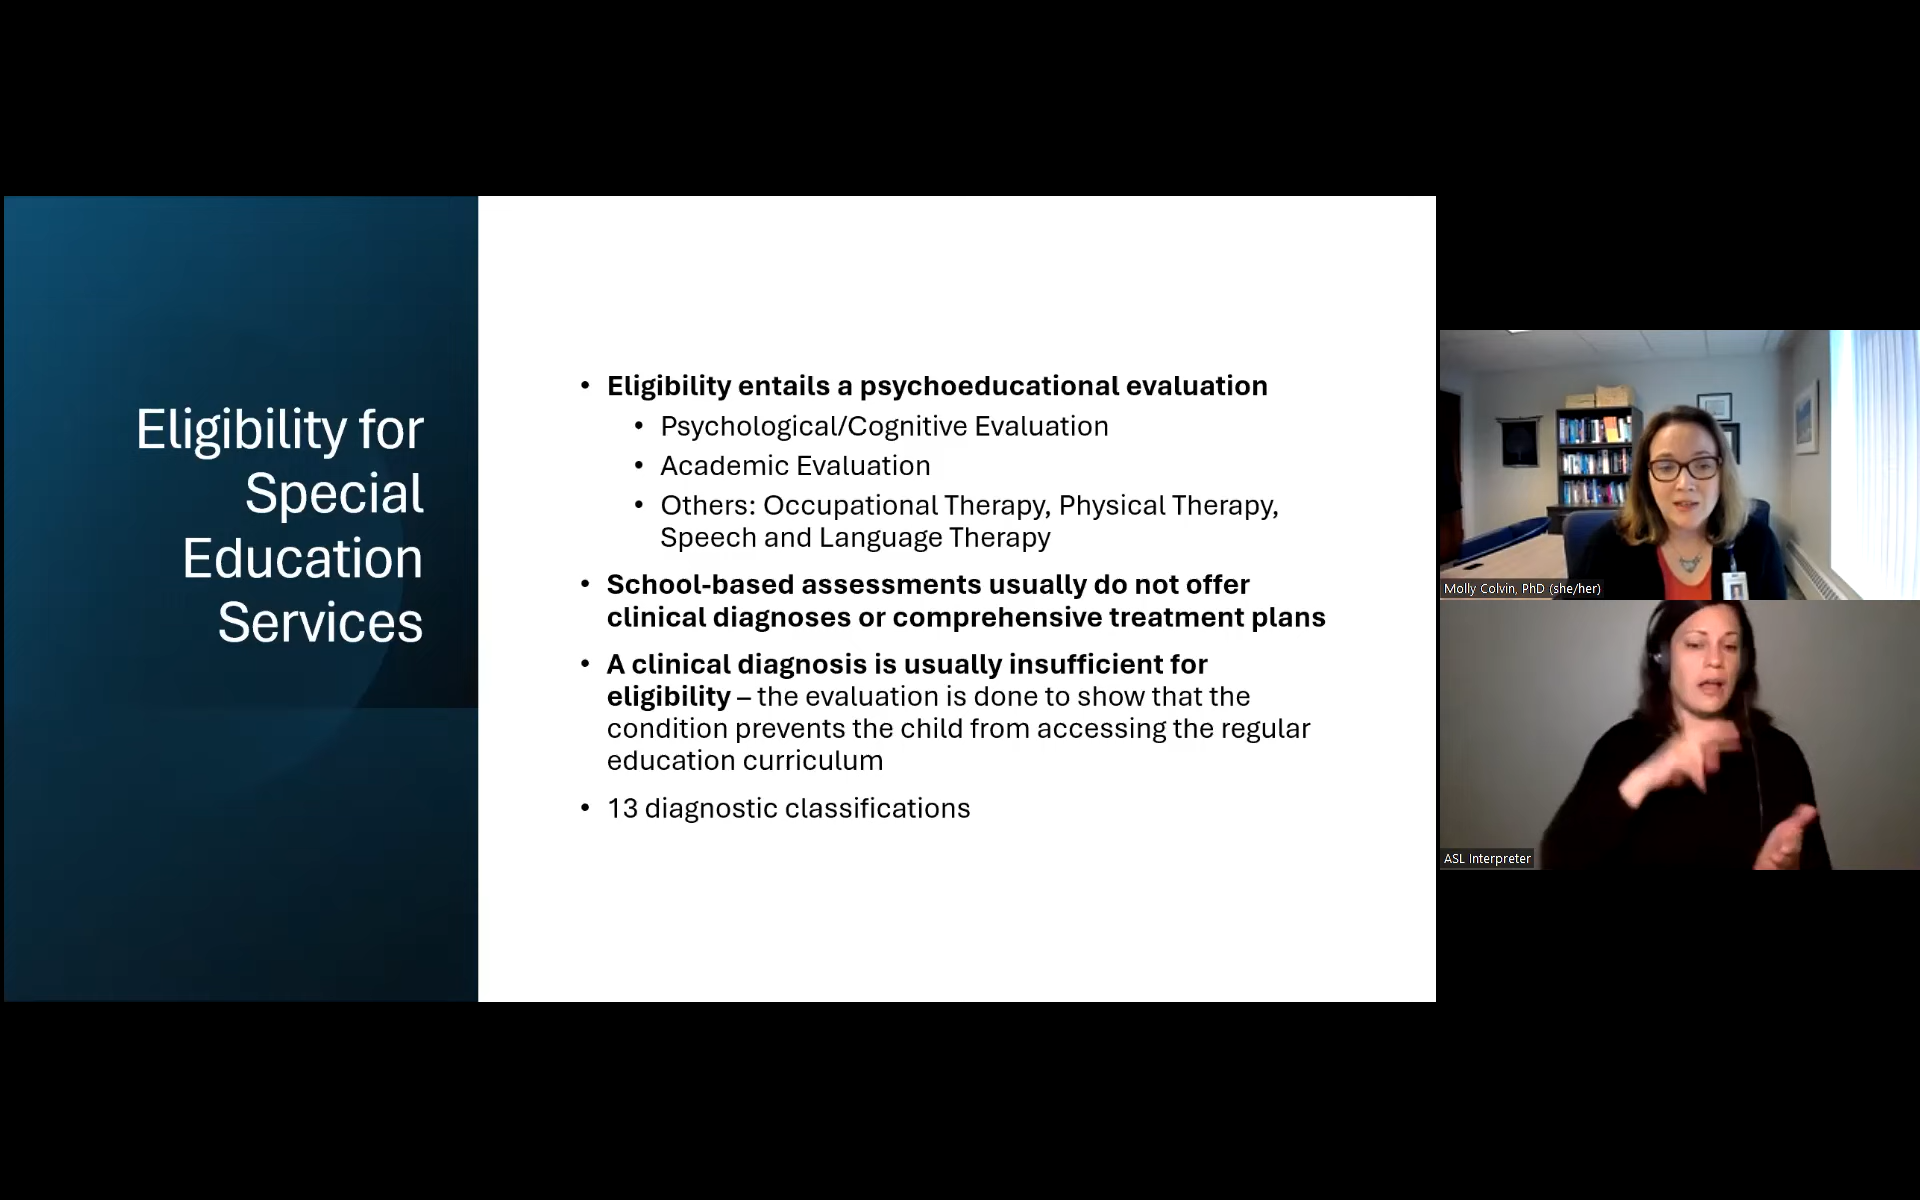 Eligibility for
Special
Education
Services
• Eligibility entails a psychoeducational evaluation
• Psychological/Cognitive Evaluation
• Academic Evaluation
• Others: Occupational Therapy, Physical Therapy,
Speech and Language Therapy
• School-based assessments usually do not offer
clinical diagnoses or comprehensive treatment plans
• A clinical diagnosis is usually insufficient for
eligibility – the evaluation is done to show that the
condition prevents the child from accessing the regular
education curriculum
• 13 diagnostic classifications
Molly Colvin, PhD (she/her)
ASL Interpreter